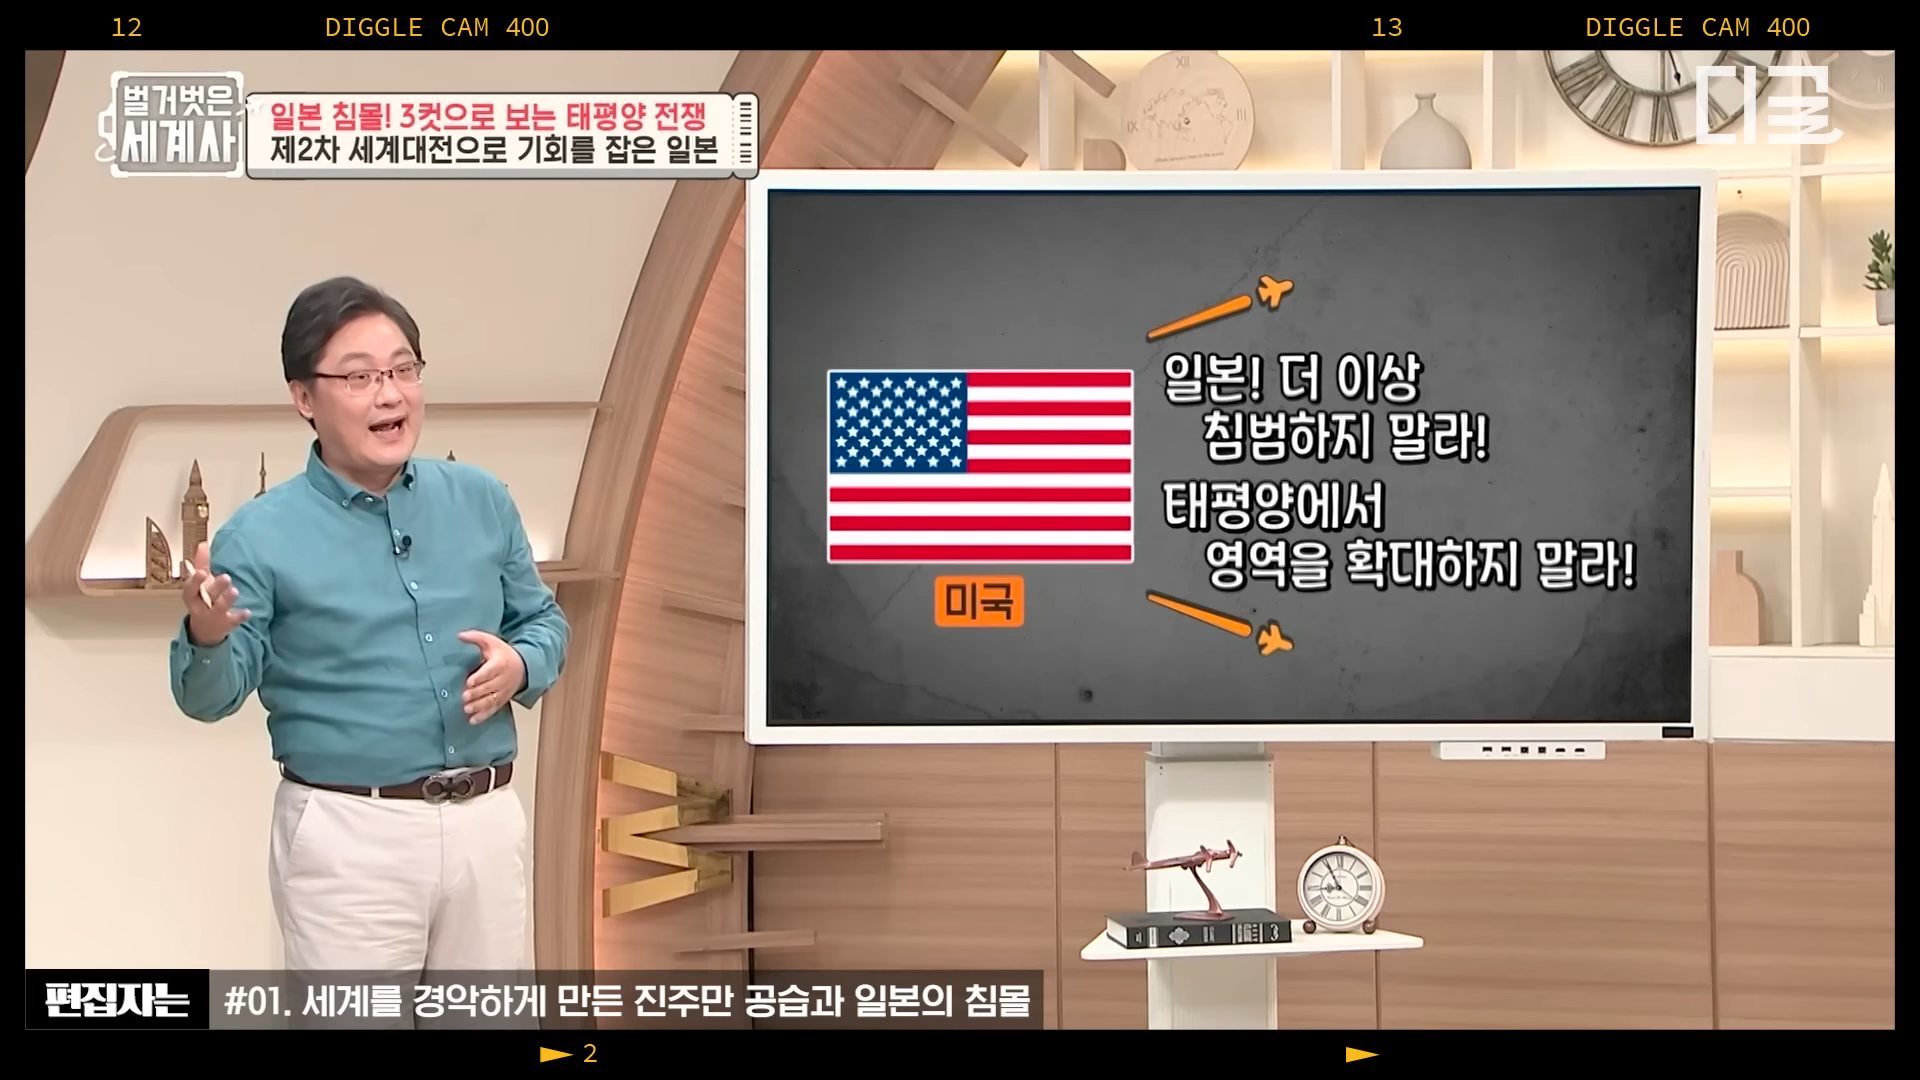 12 DIGGLE CAM 400 13 DIGGLE CAM 400
벌거벗은
세계사
일본 침몰! 3컷으로 보는 태평양 전쟁
제2차 세계대전으로 기회를 잡은 일본
디글
일본! 더 이상
침범하지 말라!
태평양에서
영역을 확대하지 말라!
미국
편집자는
#01. 세계를 경악하게 만든 진주만 공습과 일본의 침몰
2